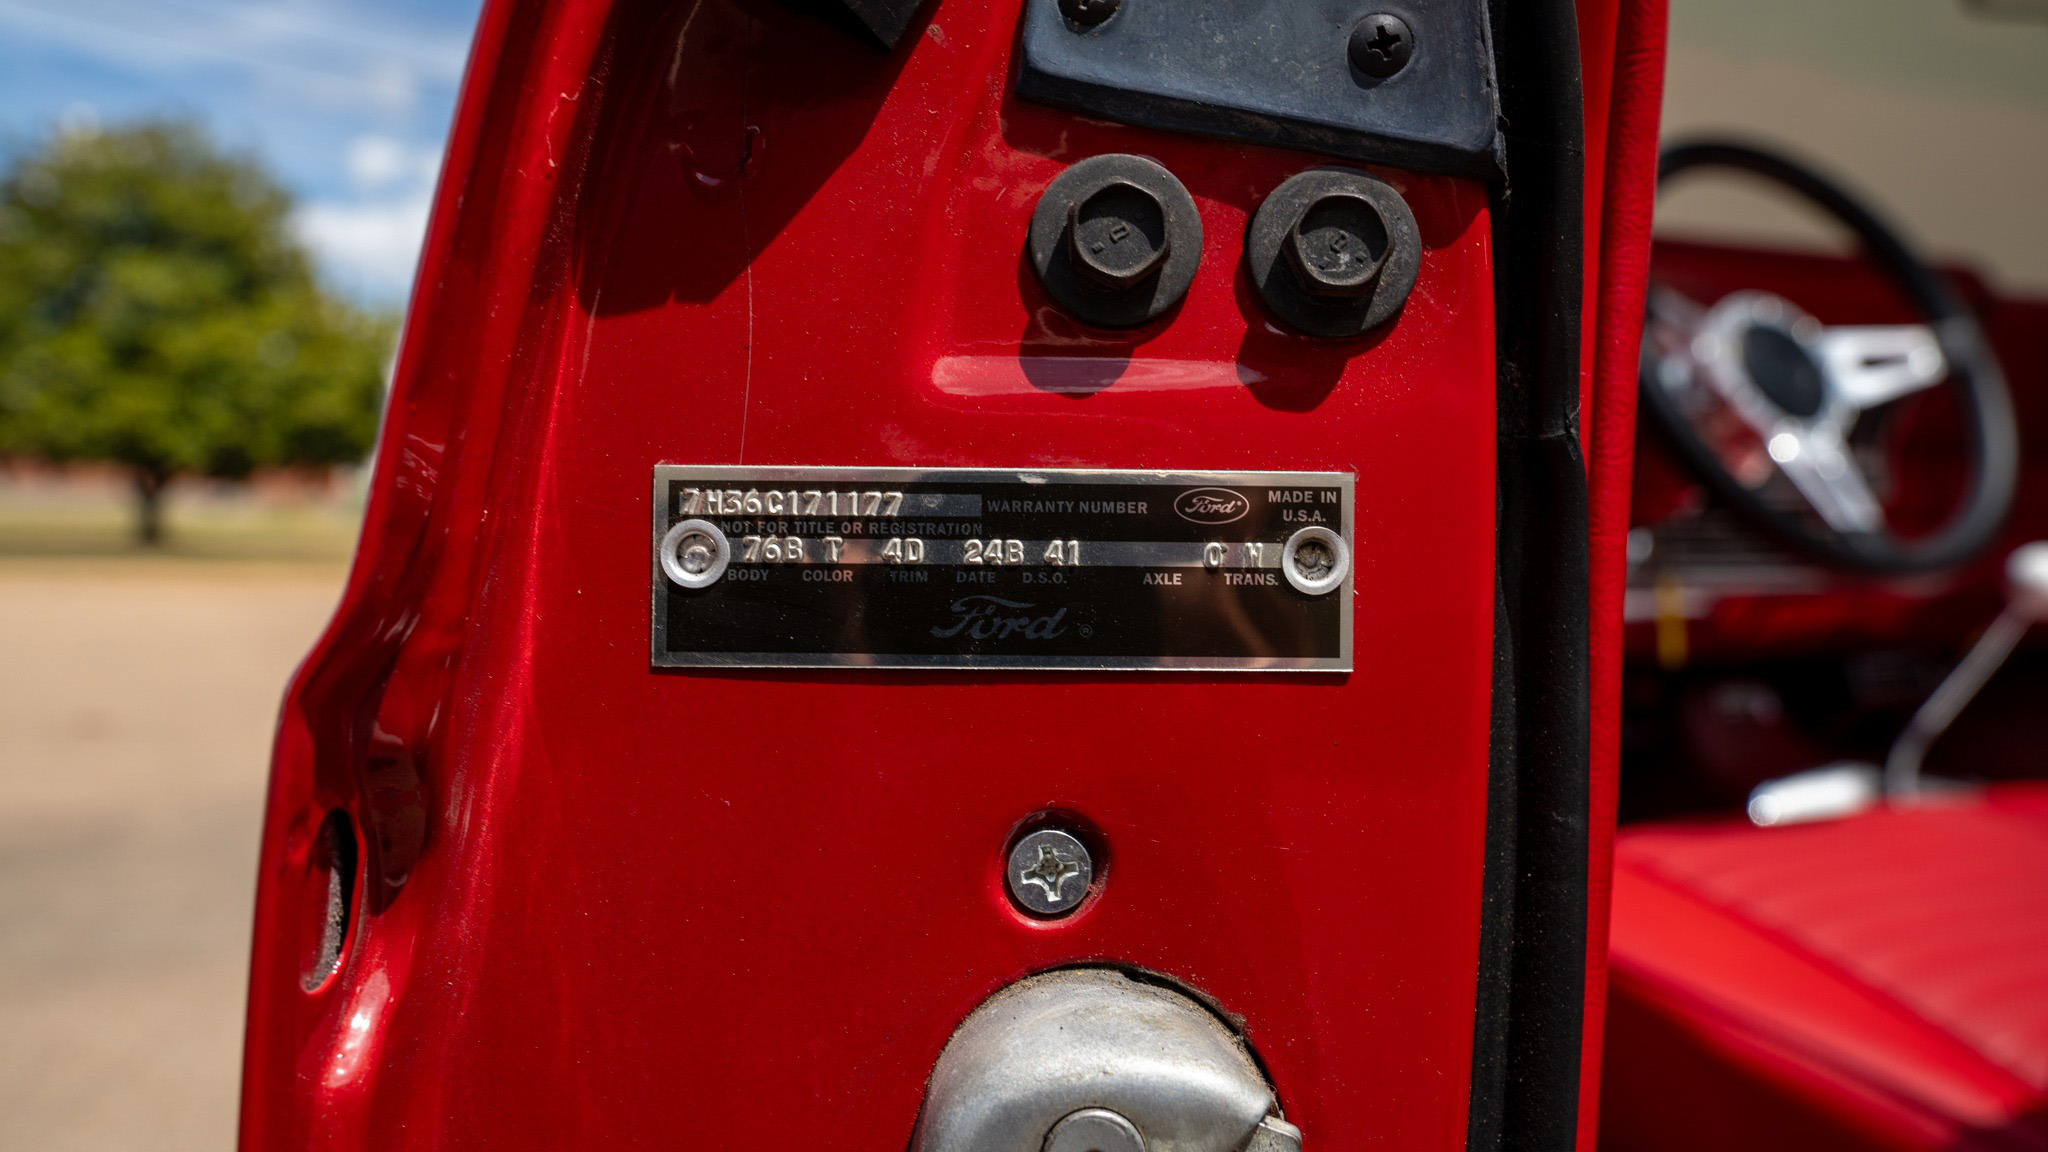 7H36C171177 WARRANTY NUMBER Ford MADE IN
U.S.A.
NOT FOR TITLE OR REGISTRATION
76B T 4D 24B 41
BODY COLOR TRIM DATE D.S.O. AXLE TRANS.
Ford ®